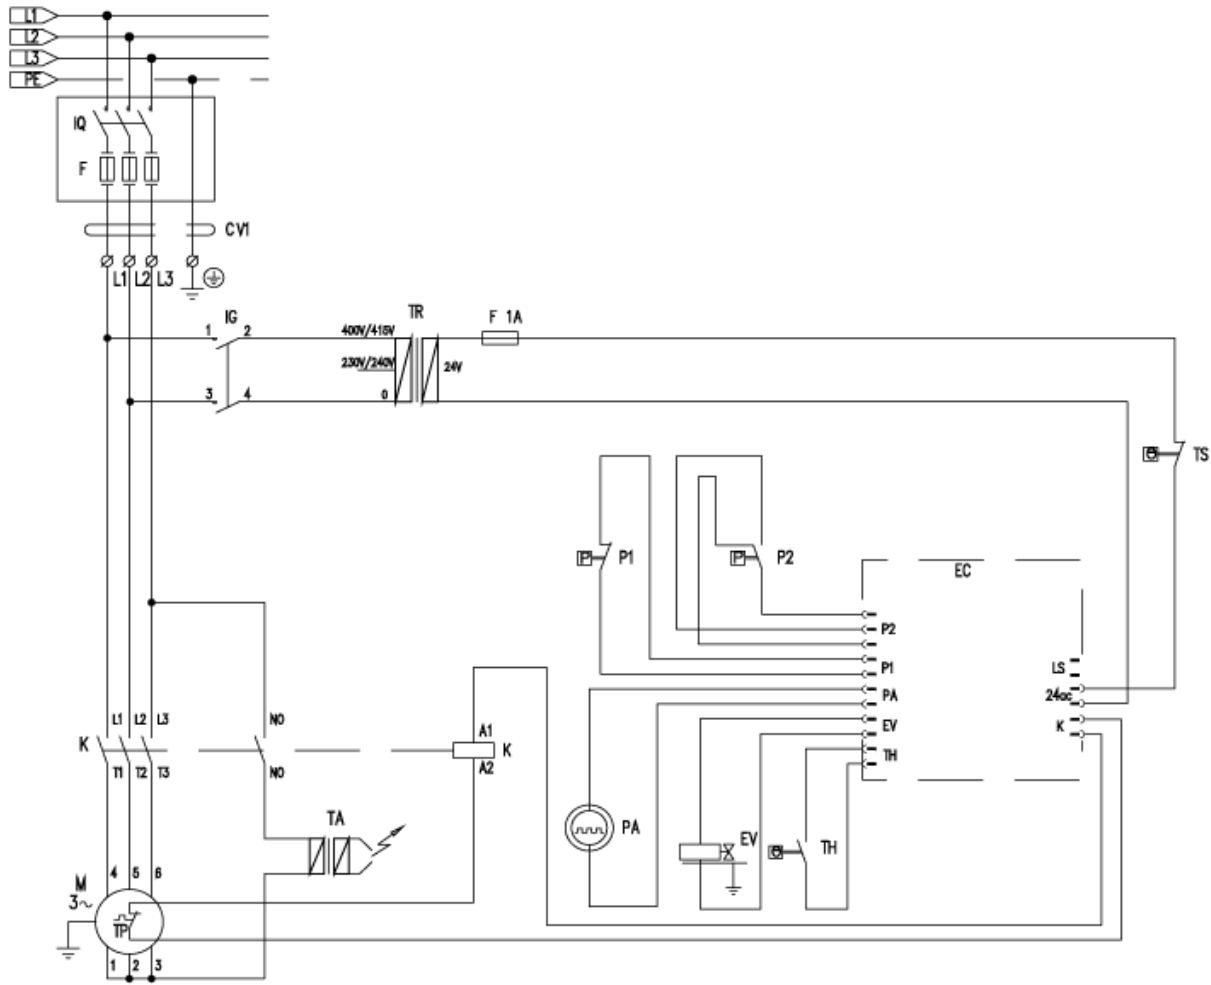 L1
L2
L3
PE
IQ
F
CV1
L1 L2 L3
IG
1 2
3 4
400V/415V
230V/240V
0
TR
24V
F 1A
TS
P P1
P P2
EC
P2
P1
PA
EV
TH
LS
24ac
K
L1 L2 L3
K
T1 T2 T3
NO
NO
A1
K
A2
TA
PA
EV
TH
M
3~
4 5 6
TP
1 2 3